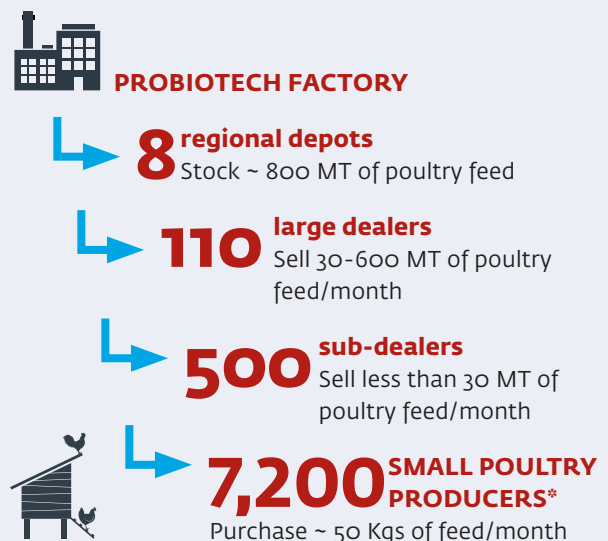 PROBIOTECH FACTORY
8 regional depots
Stock ~ 800 MT of poultry feed
110 large dealers
Sell 30-600 MT of poultry
feed/month
500 sub-dealers
Sell less than 30 MT of
poultry feed/month
7,200 SMALL POULTRY
PRODUCERS*
Purchase ~ 50 Kgs of feed/month